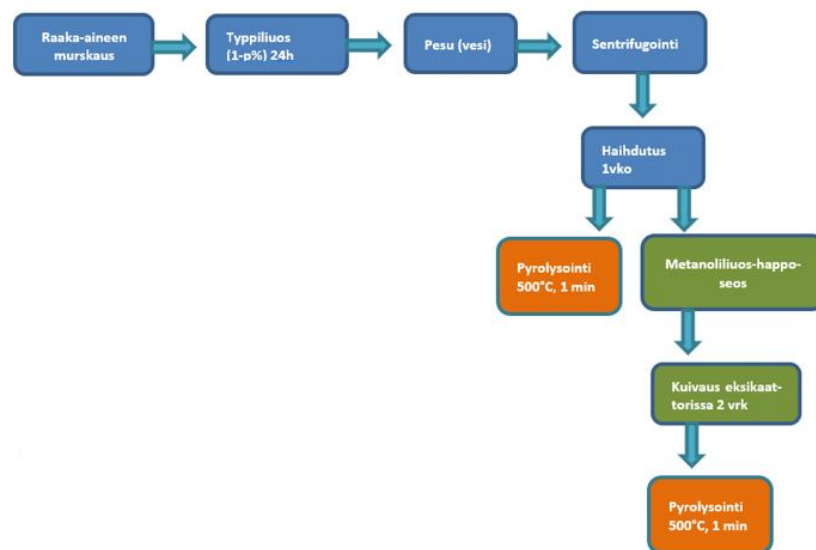 Raaka-aineen
murskaus
Typpiliuos
(1-p%) 24h
Pesu (vesi)
Sentrifugointi
Haihdutus
1vko
Pyrolysointi
500°C, 1 min
Metanoliliuos-happo-
seos
Kuivaus eksikaat-
torissa 2 vrk
Pyrolysointi
500°C, 1 min